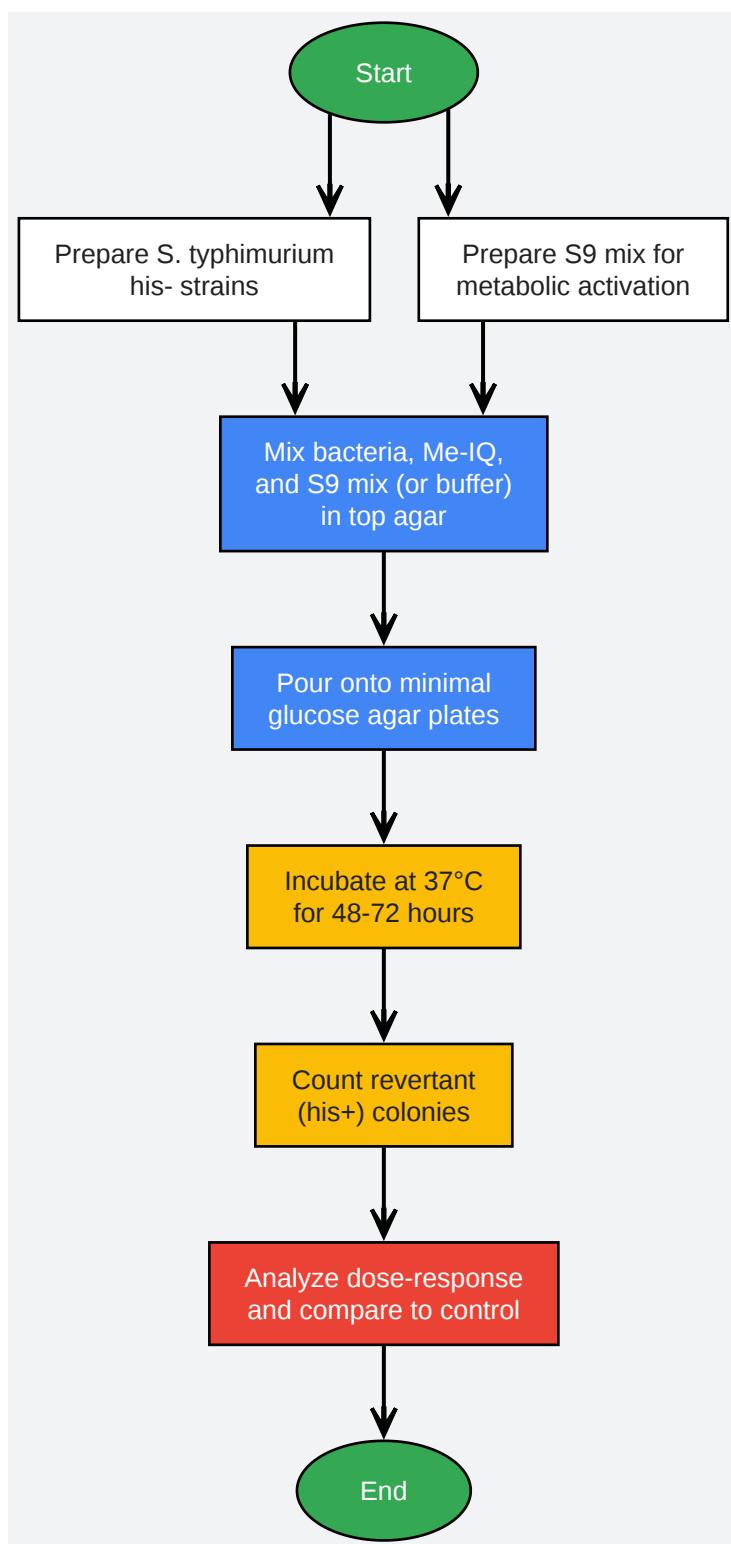 Start
Prepare S. typhimurium
his- strains
Prepare S9 mix for
metabolic activation
Mix bacteria, Me-IQ,
and S9 mix (or buffer)
in top agar
Pour onto minimal
glucose agar plates
Incubate at 37°C
for 48-72 hours
Count revertant
(his+) colonies
Analyze dose-response
and compare to control
End